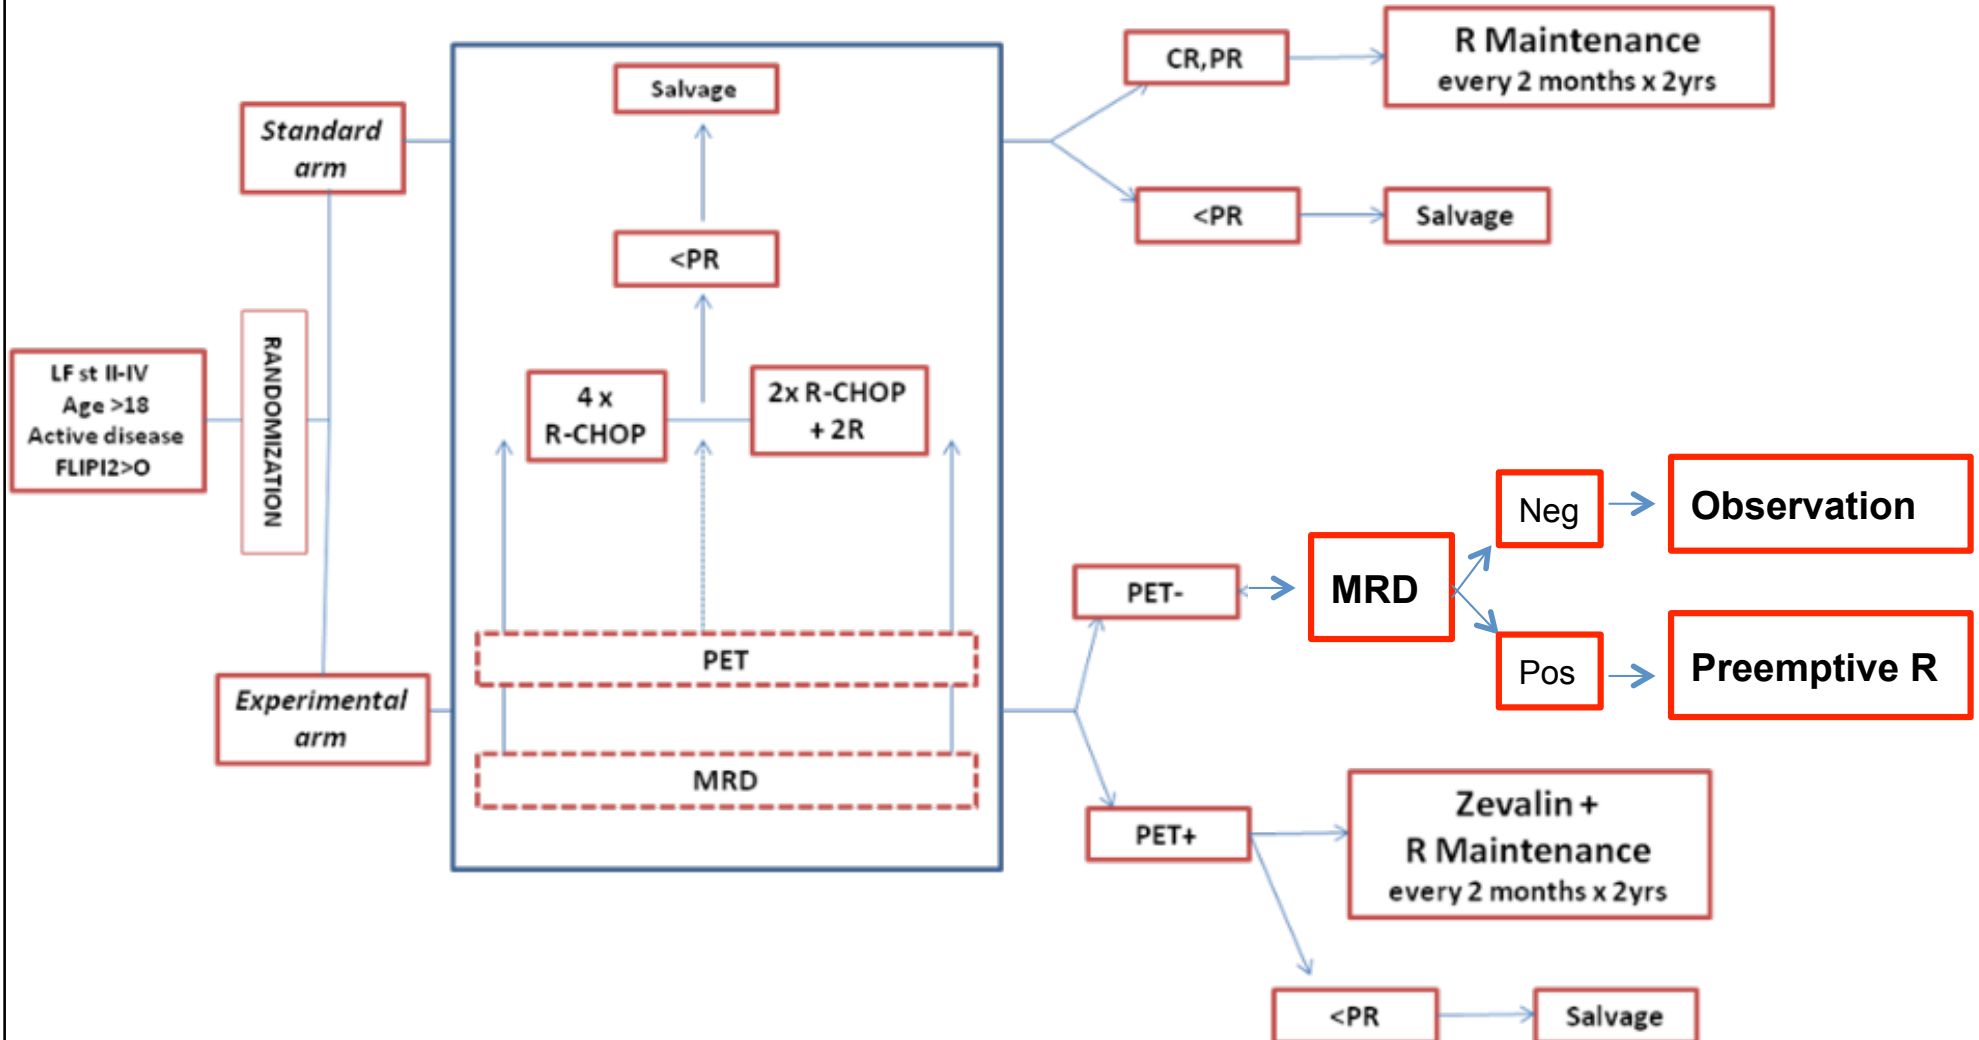 LF st II-IV
Age >18
Active disease
FLIPI2>O
RANDOMIZATION
Standard
arm
Experimental
arm
Salvage
<PR
4 x
R-CHOP
2x R-CHOP
+ 2R
PET
MRD
CR,PR
R Maintenance
every 2 months x 2yrs
<PR
Salvage
PET-
MRD
Neg
Observation
Pos
Preemptive R
PET+
Zevalin +
R Maintenance
every 2 months x 2yrs
<PR
Salvage